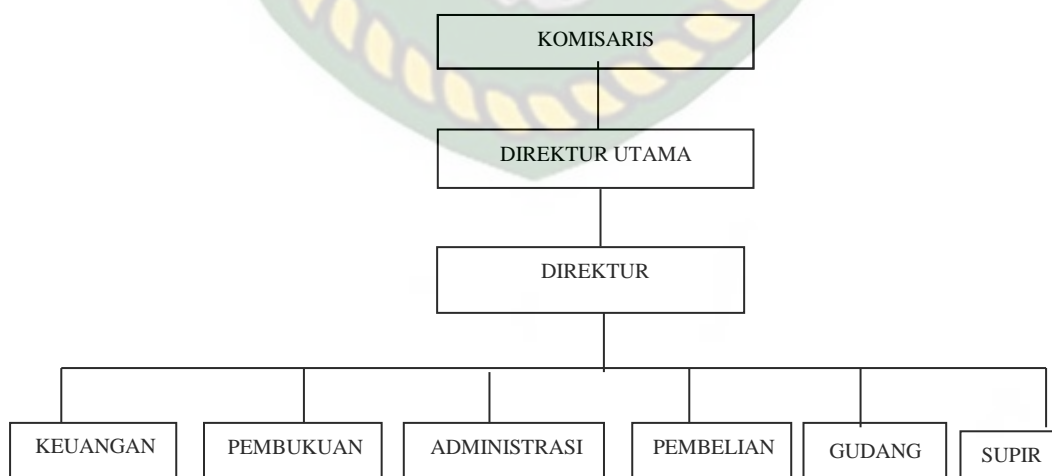 KOMISARIS
DIREKTUR UTAMA
DIREKTUR
KEUANGAN
PEMBUKUAN
ADMINISTRASI
PEMBELIAN
GUDANG
SUPIR